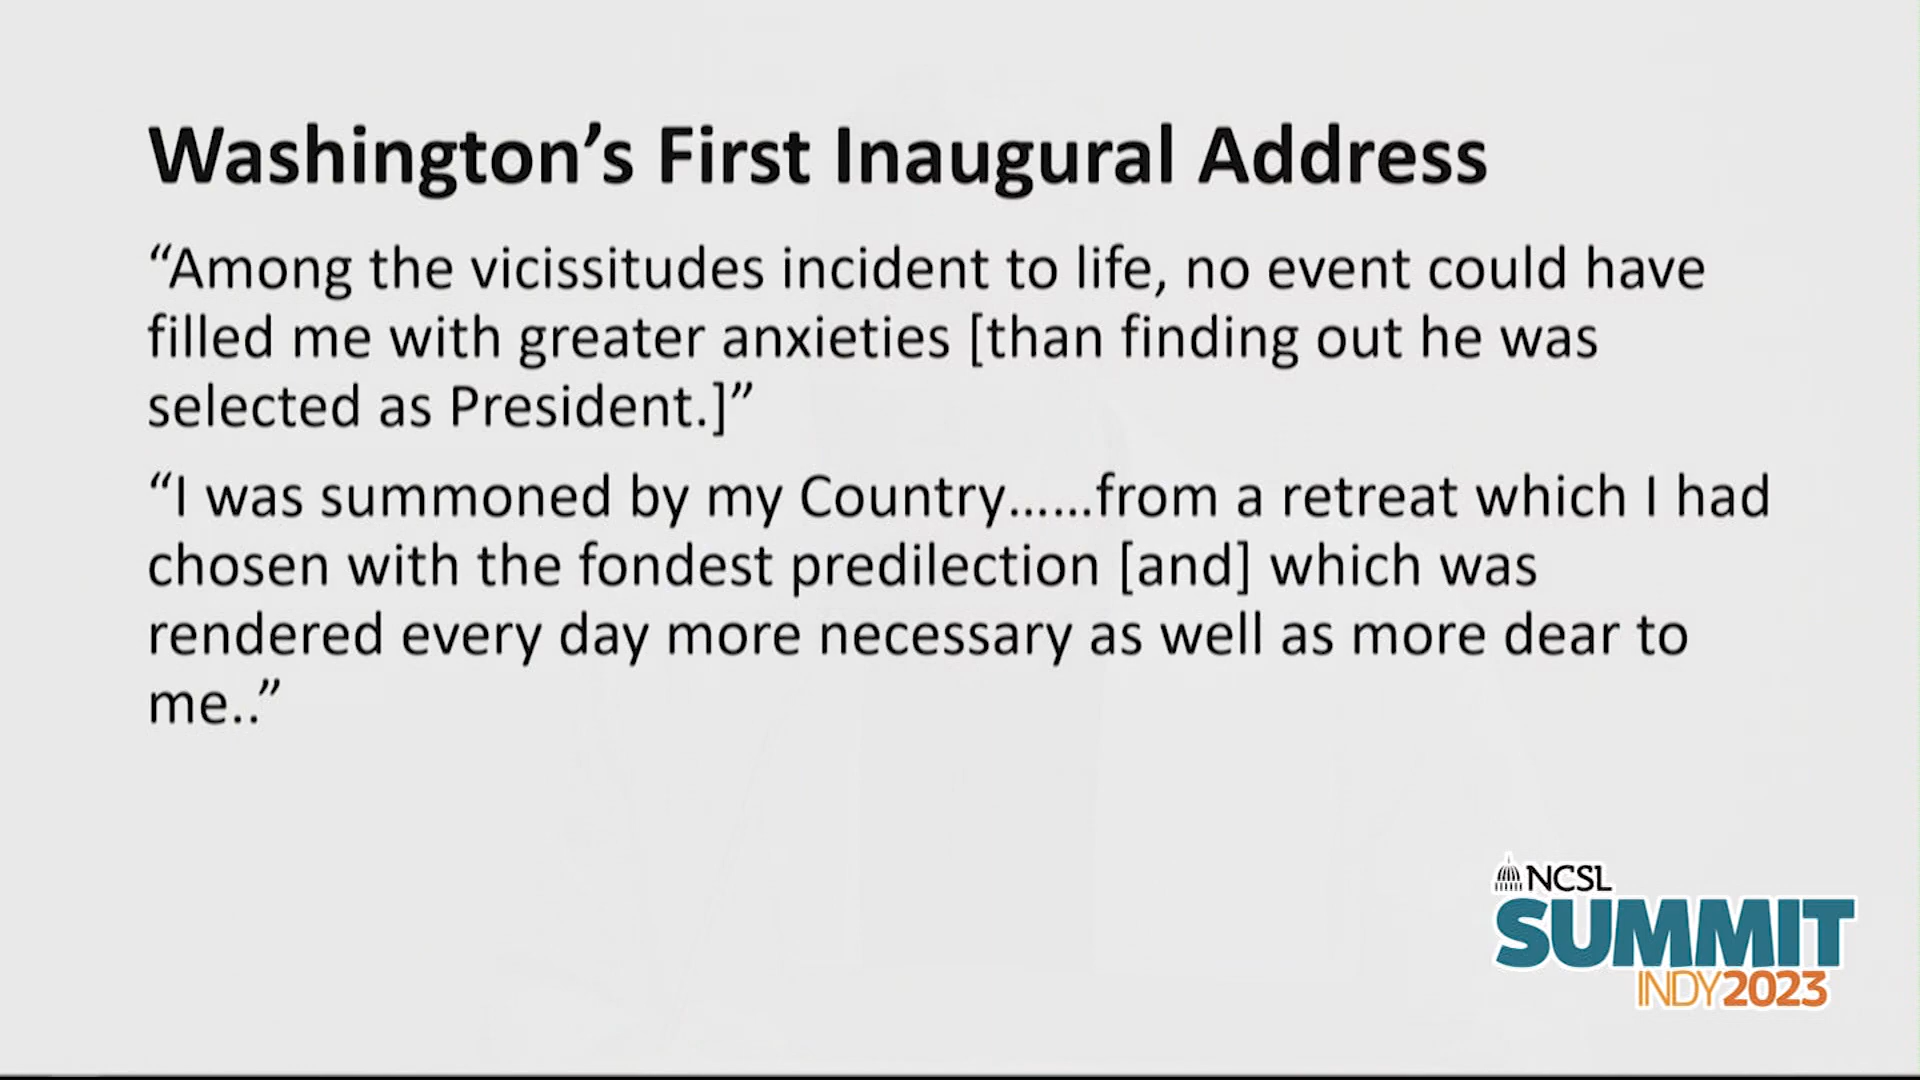 Washington’s First Inaugural Address
“Among the vicissitudes incident to life, no event could have
filled me with greater anxieties [than finding out he was
selected as President.]”
“I was summoned by my Country......from a retreat which I had
chosen with the fondest predilection [and] which was
rendered every day more necessary as well as more dear to
me..”
NCSL
SUMMIT
INDY2023